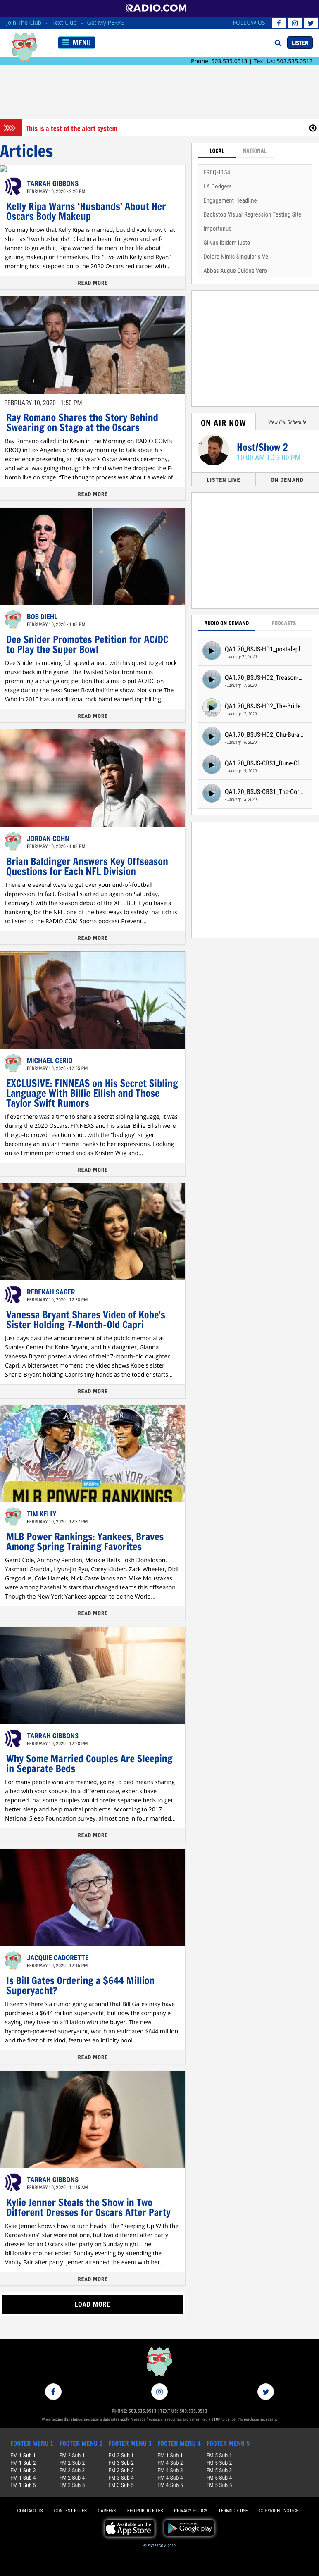 RADIO.COM
Join The Club - Text Club - Get My PERKS
FOLLOW US
MENU
LISTEN
Phone: 503.535.0513 | Text Us: 503.535.0513
This is a test of the alert system
Articles
TARRAH GIBBONS
FEBRUARY 10, 2020 - 2:20 PM
Kelly Ripa Warns 'Husbands' About Her
Oscars Body Makeup
You may know that Kelly Ripa is married, but did you know that
she has "two husbands?" Clad in a beautiful gown and self-
tanner to go with it, Ripa warned the men in her life about
getting makeup on themselves. The "Live with Kelly and Ryan"
morning host stepped into the 2020 Oscars red carpet with...
READ MORE
FEBRUARY 10, 2020 - 1:50 PM
Ray Romano Shares the Story Behind
Swearing on Stage at the Oscars
Ray Romano called into Kevin in the Morning on RADIO.COM's
KROQ in Los Angeles on Monday morning to talk about his
experience presenting at this year's Oscar Awards ceremony,
and what was going through his mind when he dropped the F-
bomb live on stage. "The thought process was about a week of...
READ MORE
BOB DIEHL
FEBRUARY 10, 2020 - 1:08 PM
Dee Snider Promotes Petition for AC/DC
to Play the Super Bowl
Dee Snider is moving full speed ahead with his quest to get rock
music back in the game. The Twisted Sister frontman is
promoting a change.org petition that aims to put AC/DC on
stage during the next Super Bowl halftime show. Not since The
Who in 2010 has a traditional rock band headlined the big...
READ MORE
JORDAN COHN
FEBRUARY 10, 2020 - 1:03 PM
Brian Baldinger Answers Key Offseason
Questions for Each NFL Division
There are several ways to get over your end-of-football
depression. In fact, football started up again on Saturday,
February 8 with the season debut of the XFL. But if you have a
hankering for the NFL, one of the best ways to satisfy that itch is
to listen to the RADIO.COM Sports podcast Prevent...
READ MORE
MICHAEL CERIO
FEBRUARY 10, 2020 - 12:55 PM
EXCLUSIVE: FINNEAS on His Secret Sibling
Language With Billie Eilish and Those
Taylor Swift Rumors
If ever there was a time to share a secret sibling language, it was
during the 2020 Oscars. FINNEAS and his sister Billie Eilish were
the go-to crowd reaction shot, with the "bad guy" singer
becoming an instant meme thanks to her expressions. Looking
on as Eminem performed and as Kristen Wiig and...
READ MORE
REBEKAH SAGER
FEBRUARY 10, 2020 - 12:38 PM
Vanessa Bryant Shares Video of Kobe's
Sister Holding 7-Month-Old Capri
Just days past the announcement of the public memorial at
Staples Center for Kobe Bryant, and his daughter, Gianna,
Vanessa Bryant posted a video of their 7-month-old daughter
Capri. A bittersweet moment, the video shows Kobe's sister
Sharia Bryant holding Capri's tiny hands as the toddler starts...
READ MORE
MLB POWER RANKINGS
TIM KELLY
FEBRUARY 10, 2020 - 12:37 PM
MLB Power Rankings: Yankees, Braves
Among Spring Training Favorites
Gerrit Cole, Anthony Rendon, Mookie Betts, Josh Donaldson,
Yasmani Grandal, Hyun-Jin Ryu, Corey Kluber, Zack Wheeler, Didi
Gregorius, Cole Hamels, Nick Castellanos and Mike Moustakas
were among baseball's stars that changed teams this offseason.
Though the New York Yankees appear to be the World...
READ MORE
TARRAH GIBBONS
FEBRUARY 10, 2020 - 12:28 PM
Why Some Married Couples Are Sleeping
in Separate Beds
For many people who are married, going to bed means sharing
it with your spouse. In a different case, experts have
reported that some couples would prefer separate beds to get
better sleep and help marital problems. According to 2017
National Sleep Foundation survey, almost one in four married...
READ MORE
JACQUIE CADORETTE
FEBRUARY 10, 2020 - 12:15 PM
Is Bill Gates Ordering a $644 Million
Superyacht?
It seems there's a rumor going around that Bill Gates may have
purchased a $644 million superyacht, but now the company is
saying they have no affiliation with the buyer. The new
hydrogen-powered superyacht, worth an estimated $644 million
and the first of its kind, features an infinity pool,...
READ MORE
TARRAH GIBBONS
FEBRUARY 10, 2020 - 11:45 AM
Kylie Jenner Steals the Show in Two
Different Dresses for Oscars After Party
Kylie Jenner knows how to turn heads. The "Keeping Up With the
Kardashians" star wore not one, but two different after party
dresses for an Oscars after party on Sunday night. The
billionaire mother ended Sunday evening by attending the
Vanity Fair after party. Jenner attended the event with her...
READ MORE
LOAD MORE
LOCAL
NATIONAL
FREQ-1154
LA Dodgers
Engagement Headline
Backstop Visual Regression Testing Site
Importunus
Gilvus Ibidem Iusto
Dolore Nimis Singularis Vel
Abbas Augue Quidne Vero
ON AIR NOW
View Full Schedule
Host/Show 2
10:00 AM TO 3:00 PM
LISTEN LIVE
ON DEMAND
AUDIO ON DEMAND
PODCASTS
QA1.70_BSJS-HD1_post-depl...
- January 21, 2020
QA1.70_BSJS-HD2_Treason-...
- January 17, 2020
QA1.70_BSJS-HD2_The-Bride...
- January 17, 2020
QA1.70_BSJS-HD2_Chu-Bu-a...
- January 16, 2020
QA1.70_BSJS-CBS1_Dune-Cl...
- January 15, 2020
QA1.70_BSJS-CBS1_The-Cor...
- January 15, 2020
PHONE: 503.535.0513 | TEXT US: 503.535.0513
When texting this station, message & data rates apply. Message frequency is recurring and varies. Reply STOP to cancel. No purchase necessary.
FOOTER MENU 1 FOOTER MENU 2 FOOTER MENU 3 FOOTER MENU 4 FOOTER MENU 5
FM 1 Sub 1 FM 2 Sub 1 FM 3 Sub 1 FM 1 Sub 1 FM 5 Sub 1
FM 1 Sub 2 FM 2 Sub 2 FM 3 Sub 2 FM 4 Sub 2 FM 5 Sub 2
FM 1 Sub 3 FM 2 Sub 3 FM 3 Sub 3 FM 4 Sub 3 FM 5 Sub 3
FM 1 Sub 4 FM 2 Sub 4 FM 3 Sub 4 FM 4 Sub 4 FM 5 Sub 4
FM 1 Sub 5 FM 2 Sub 5 FM 3 Sub 5 FM 4 Sub 5 FM 5 Sub 5
CONTACT US CONTEST RULES CAREERS EEO PUBLIC FILES PRIVACY POLICY TERMS OF USE COPYRIGHT NOTICE
Available on the App Store
GET IT ON Google play
© ENTERCOM 2020